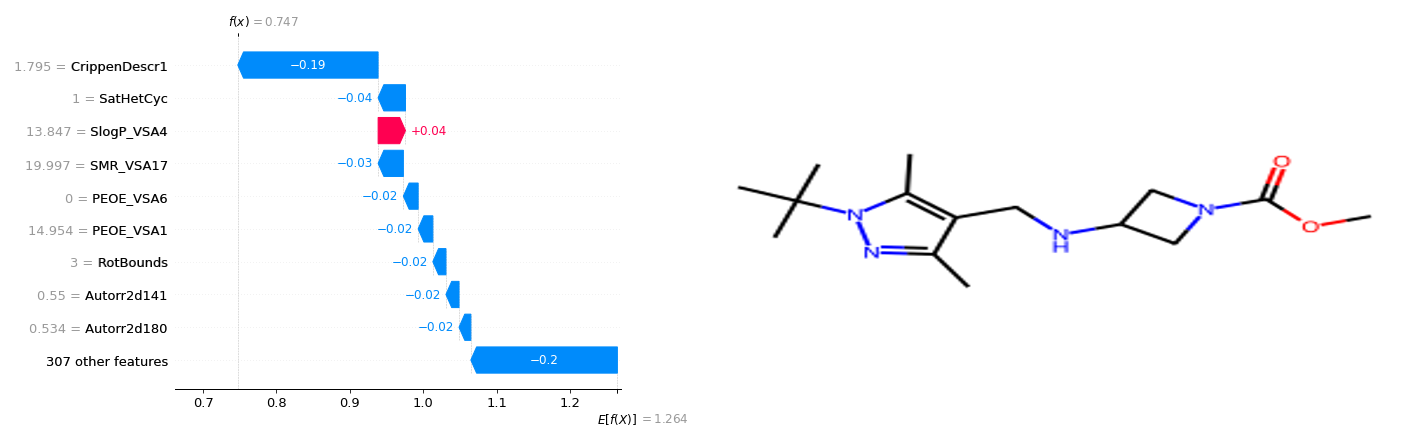 f(x) = 0.747
1.795 = CrippenDescr1
−0.19
1 = SatHetCyc
−0.04
13.847 = SlogP_VSA4
+0.04
19.997 = SMR_VSA17
−0.03
0 = PEOE_VSA6
−0.02
14.954 = PEOE_VSA1
−0.02
3 = RotBounds
−0.02
0.55 = Autorr2d141
−0.02
0.534 = Autorr2d180
−0.02
307 other features
−0.2
0.7 0.8 0.9 1.0 1.1 1.2
E[f(X)] = 1.264
O
N
N
N
H
N
O